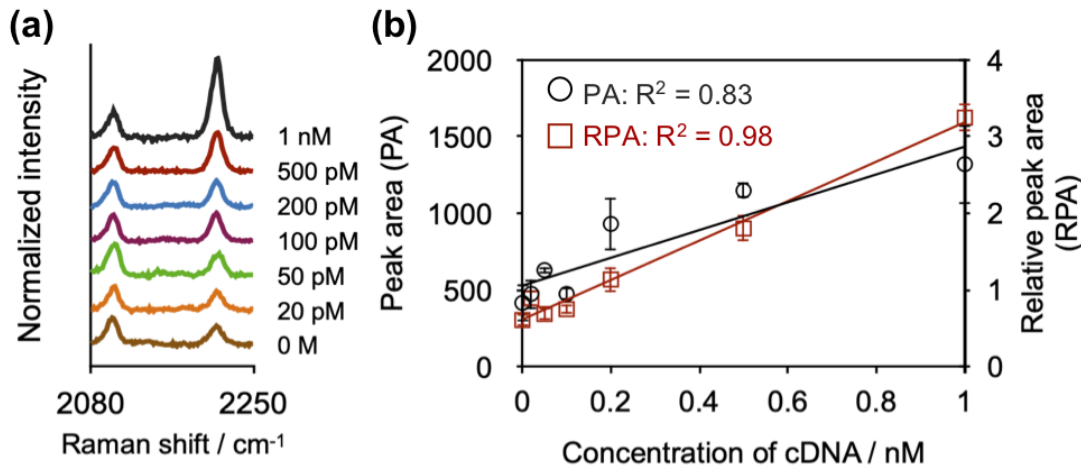 (a)
Normalized intensity
1 nM
500 pM
200 pM
100 pM
50 pM
20 pM
0 M
2080
2250
Raman shift / cm-1
(b)
Peak area (PA)
2000
1500
1000
500
0
PA: R² = 0.83
RPA: R² = 0.98
4
3
2
1
0
Relative peak area
(RPA)
0
0.2
0.4
0.6
0.8
1
Concentration of cDNA / nM